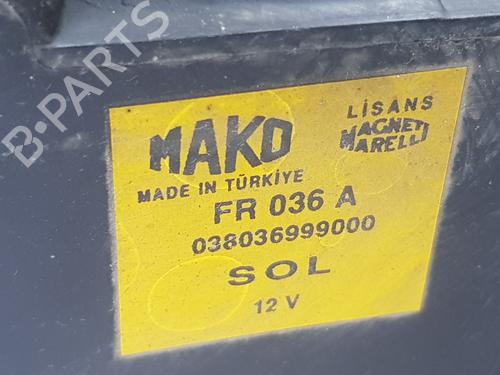 B-PARTS
MAKO
LİSANS
MAGNETI
MARELLI
MADE IN TÜRKİYE
FR 036 A
038036999000
SOL
12 V